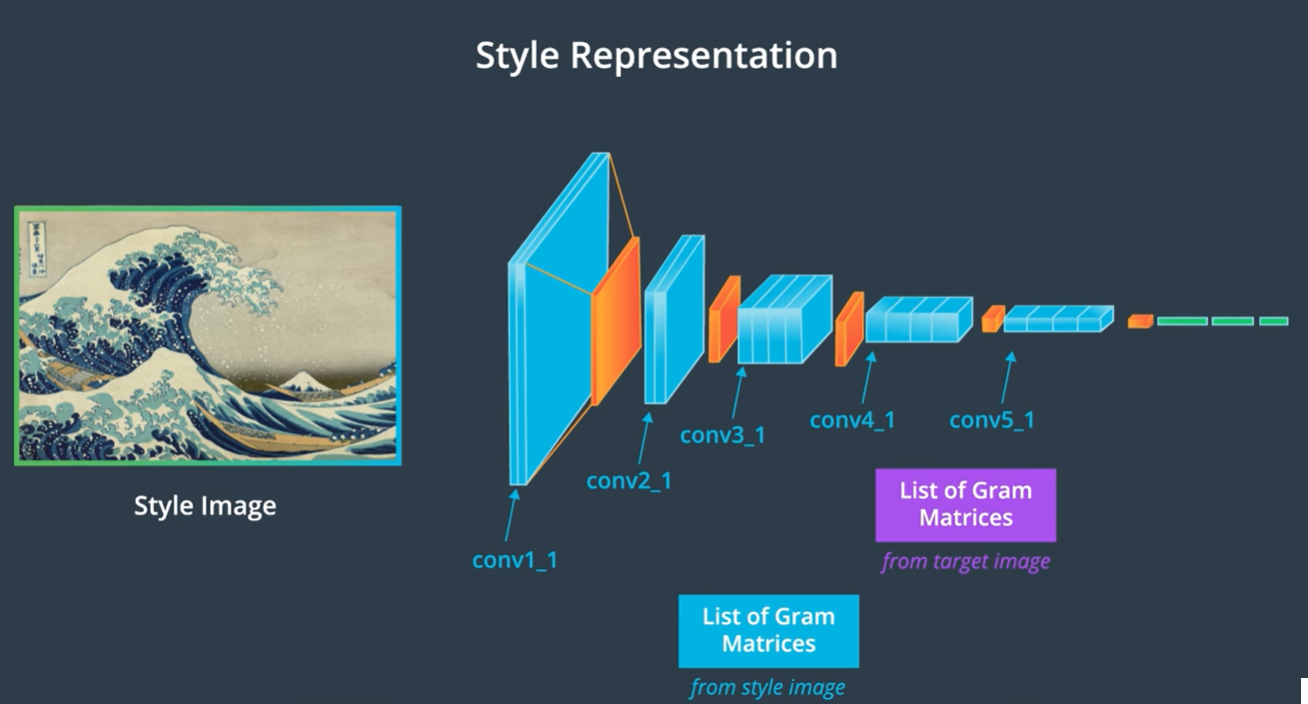 Style Representation
Style Image
conv1_1
conv2_1
conv3_1
conv4_1
conv5_1
List of Gram
Matrices
from target image
List of Gram
Matrices
from style image